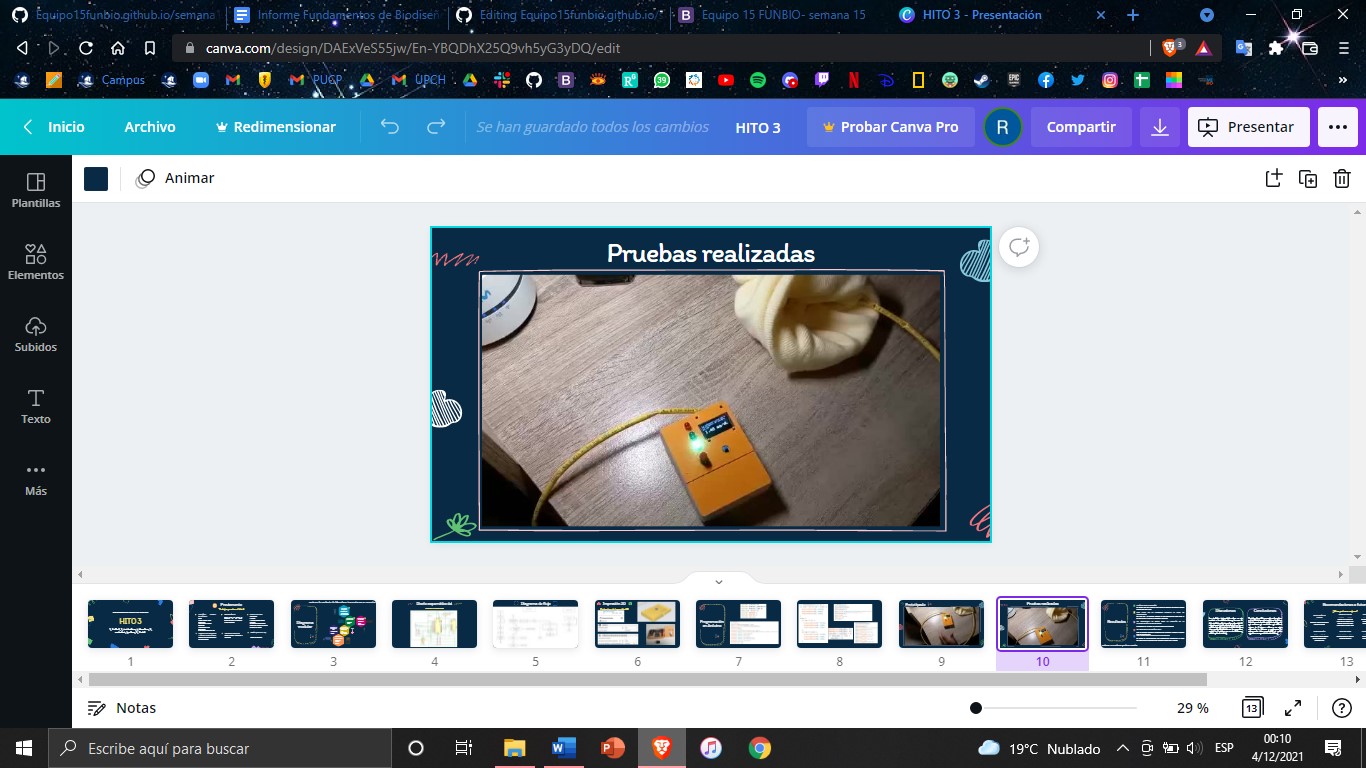 Equipo15funbio.github.io/semana
Informe Fundamentos de Biodiseñ
Editing Equipo15funbio.github.io/
Equipo 15 FUNBIO- semana 15
HITO 3 - Presentación
canva.com/design/DAExVeS55jw/En-YBQDhX25Q9vh5yG3yDQ/edit
3
Campus
PUCP
UPCH
Inicio
Archivo
Redimensionar
Se han guardado todos los cambios
HITO 3
Probar Canva Pro
R
Compartir
Presentar
Animar
Plantillas
Elementos
Subidos
Texto
Más
Pruebas realizadas
HITO 3
Pruebas realizadas
1
2
3
4
5
6
7
8
9
10
11
12
13
Notas
29 %
13
Escribe aquí para buscar
19°C Nublado
ESP
00:10
4/12/2021